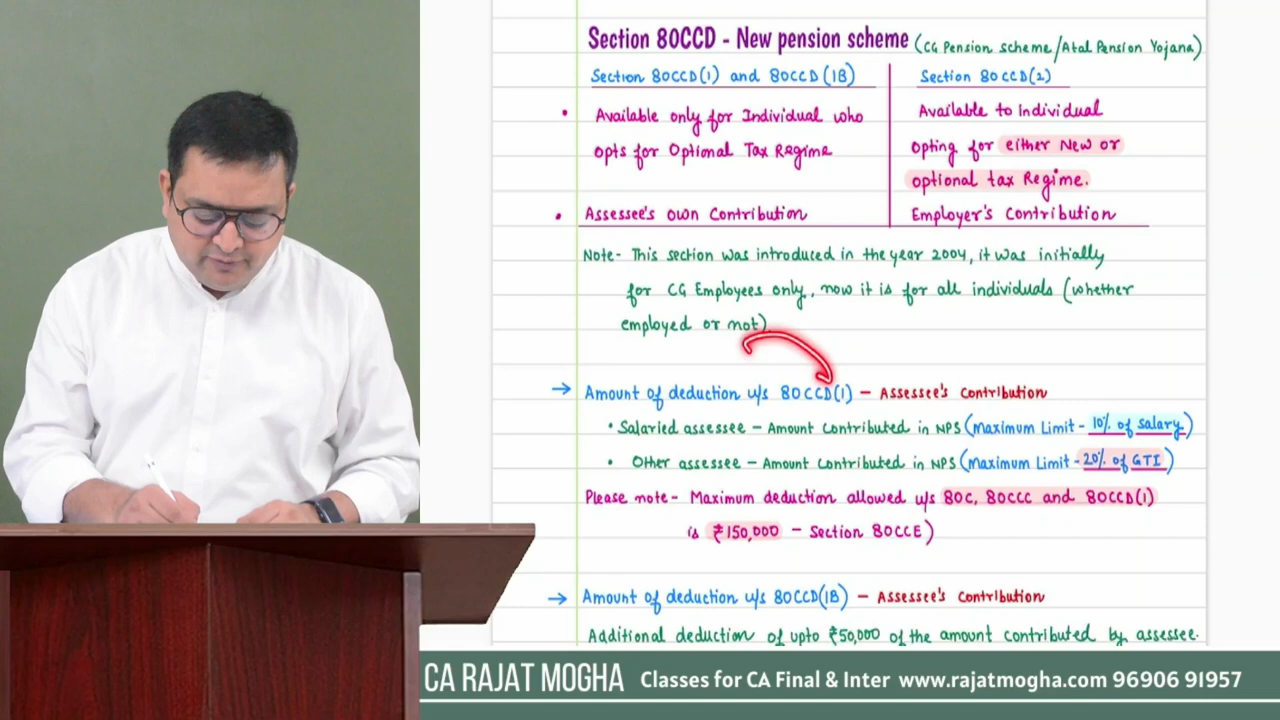 Section 80CCD - New pension scheme (CG Pension scheme/Atal Pension Yojana)
Section 80CCD(1) and 80CCD(1B)
• Available only for Individual who
opts for Optional Tax Regime
• Assessee's own Contribution
Section 80CCD(2)
Available to Individual
opting for either New or
optional tax Regime.
Employer's Contribution
Note- This section was introduced in the year 2004, it was initially
for CG Employees only, now it is for all individuals (whether
employed or not)
→ Amount of deduction u/s 80CCD(1) - Assessee's Contribution
• Salaried assessee - Amount contributed in NPS (Maximum Limit - 10% of salary)
• Other assessee - Amount contributed in NPS (Maximum Limit - 20% of GTI)
Please note - Maximum deduction allowed u/s 80C, 80CCC and 80CCD(1)
is ₹150,000 - Section 80CCE)
→ Amount of deduction u/s 80CCD(1B) - Assessee's Contribution
Additional deduction of upto ₹50,000 of the amount contributed by assessee.
CA RAJAT MOGHA Classes for CA Final & Inter www.rajatmogha.com 96906 91957